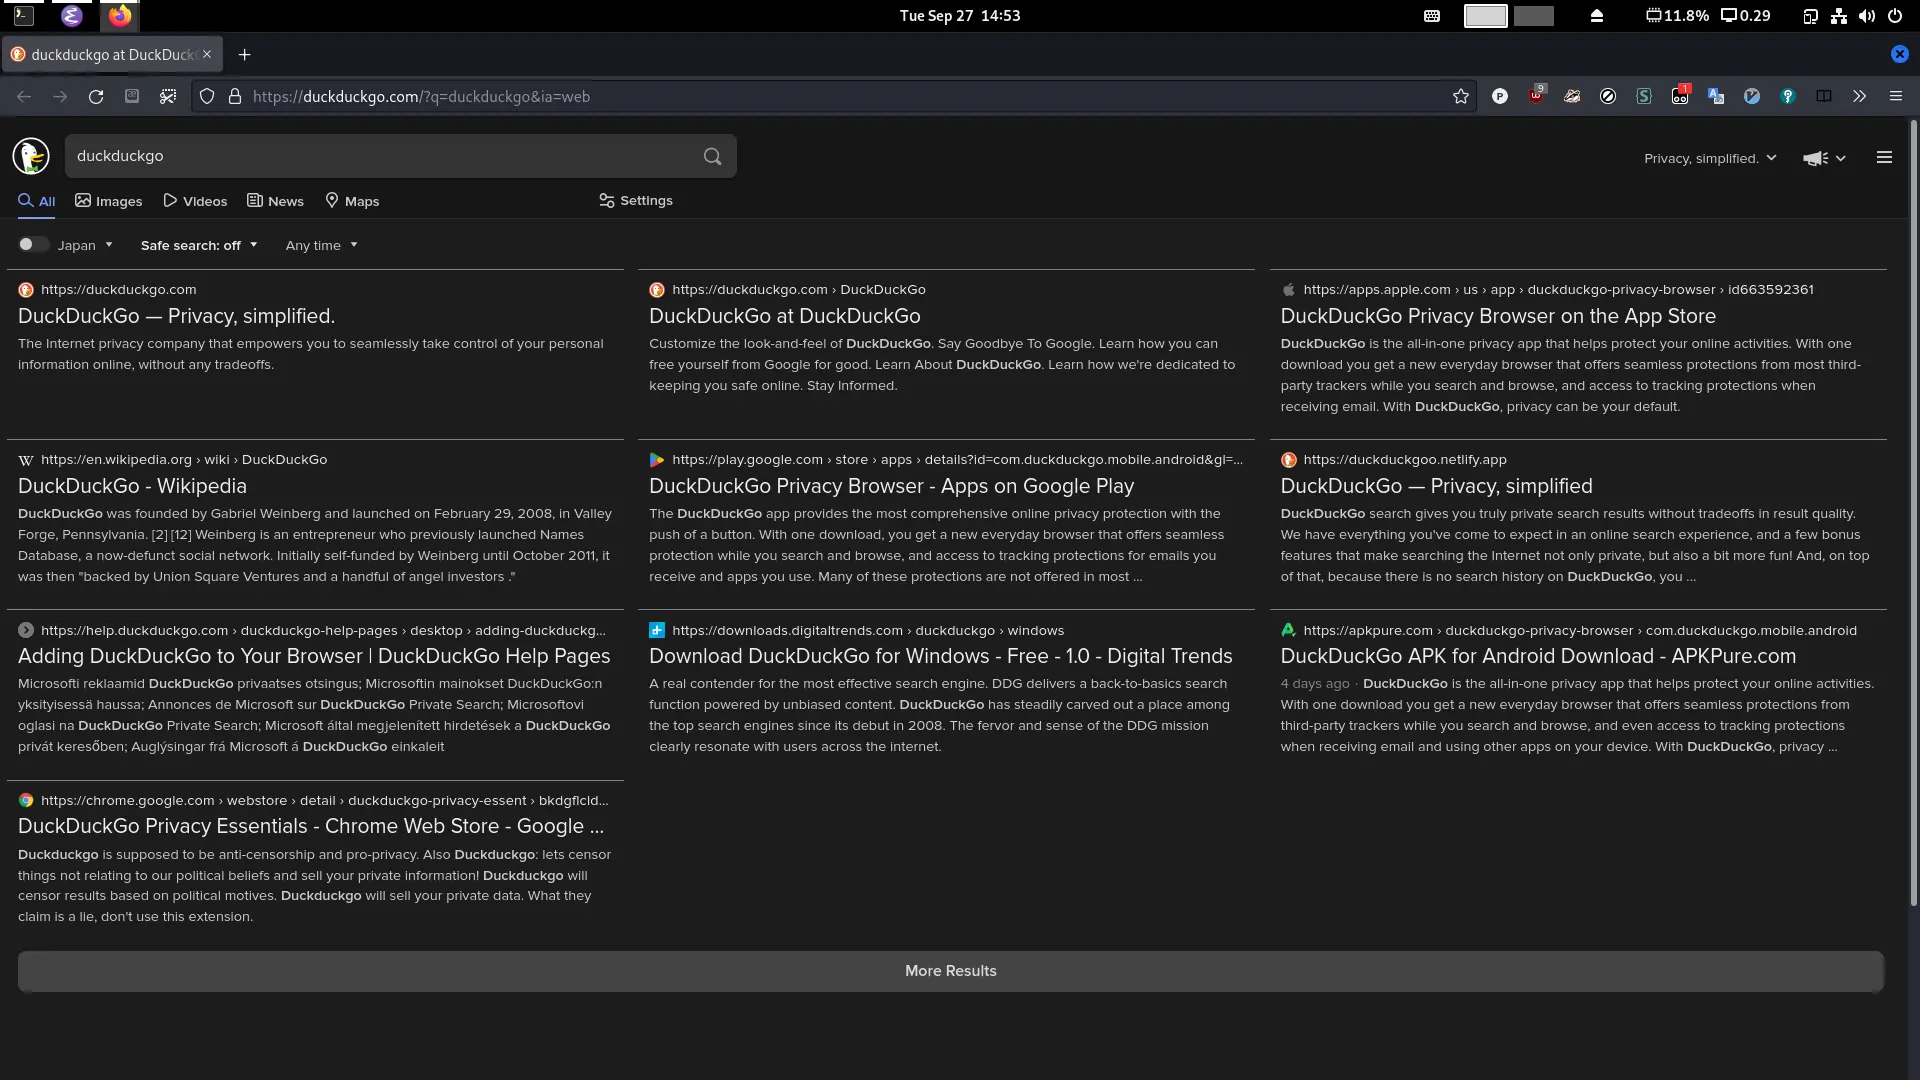 Tue Sep 27 14:53
11.8%
0.29
duckduckgo at DuckDuck
https://duckduckgo.com/?q=duckduckgo&ia=web
9
1
duckduckgo
Privacy, simplified.
All
Images
Videos
News
Maps
Settings
Japan
Safe search: off
Any time
https://duckduckgo.com
DuckDuckGo — Privacy, simplified.
The Internet privacy company that empowers you to seamlessly take control of your personal
information online, without any tradeoffs.
https://duckduckgo.com › DuckDuckGo
DuckDuckGo at DuckDuckGo
Customize the look-and-feel of DuckDuckGo. Say Goodbye To Google. Learn how you can
free yourself from Google for good. Learn About DuckDuckGo. Learn how we're dedicated to
keeping you safe online. Stay Informed.
https://apps.apple.com › us › app › duckduckgo-privacy-browser › id663592361
DuckDuckGo Privacy Browser on the App Store
DuckDuckGo is the all-in-one privacy app that helps protect your online activities. With one
download you get a new everyday browser that offers seamless protections from most third-
party trackers while you search and browse, and access to tracking protections when
receiving email. With DuckDuckGo, privacy can be your default.
https://en.wikipedia.org › wiki › DuckDuckGo
DuckDuckGo - Wikipedia
DuckDuckGo was founded by Gabriel Weinberg and launched on February 29, 2008, in Valley
Forge, Pennsylvania. [2] [12] Weinberg is an entrepreneur who previously launched Names
Database, a now-defunct social network. Initially self-funded by Weinberg until October 2011, it
was then "backed by Union Square Ventures and a handful of angel investors ."
https://play.google.com › store › apps › details?id=com.duckduckgo.mobile.android&gl=...
DuckDuckGo Privacy Browser - Apps on Google Play
The DuckDuckGo app provides the most comprehensive online privacy protection with the
push of a button. With one download, you get a new everyday browser that offers seamless
protection while you search and browse, and access to tracking protections for emails you
receive and apps you use. Many of these protections are not offered in most ...
https://duckduckgoo.netlify.app
DuckDuckGo — Privacy, simplified
DuckDuckGo search gives you truly private search results without tradeoffs in result quality.
We have everything you've come to expect in an online search experience, and a few bonus
features that make searching the Internet not only private, but also a bit more fun! And, on top
of that, because there is no search history on DuckDuckGo, you ...
https://help.duckduckgo.com › duckduckgo-help-pages › desktop › adding-duckduckg...
Adding DuckDuckGo to Your Browser | DuckDuckGo Help Pages
Microsofti reklaamid DuckDuckGo privaatses otsingus; Microsoftin mainokset DuckDuckGo:n
yksityisessä haussa; Annonces de Microsoft sur DuckDuckGo Private Search; Microsoftovi
oglasi na DuckDuckGo Private Search; Microsoft által megjelenített hirdetések a DuckDuckGo
privát keresőben; Auglýsingar frá Microsoft á DuckDuckGo einkaleit
https://downloads.digitaltrends.com › duckduckgo › windows
Download DuckDuckGo for Windows - Free - 1.0 - Digital Trends
A real contender for the most effective search engine. DDG delivers a back-to-basics search
function powered by unbiased content. DuckDuckGo has steadily carved out a place among
the top search engines since its debut in 2008. The fervor and sense of the DDG mission
clearly resonate with users across the internet.
https://apkpure.com › duckduckgo-privacy-browser › com.duckduckgo.mobile.android
DuckDuckGo APK for Android Download - APKPure.com
4 days ago · DuckDuckGo is the all-in-one privacy app that helps protect your online activities.
With one download you get a new everyday browser that offers seamless protections from
third-party trackers while you search and browse, and even access to tracking protections
when receiving email and using other apps on your device. With DuckDuckGo, privacy ...
https://chrome.google.com › webstore › detail › duckduckgo-privacy-essent › bkdgflcld...
DuckDuckGo Privacy Essentials - Chrome Web Store - Google ...
Duckduckgo is supposed to be anti-censorship and pro-privacy. Also Duckduckgo: lets censor
things not relating to our political beliefs and sell your private information! Duckduckgo will
censor results based on political motives. Duckduckgo will sell your private data. What they
claim is a lie, don't use this extension.
More Results